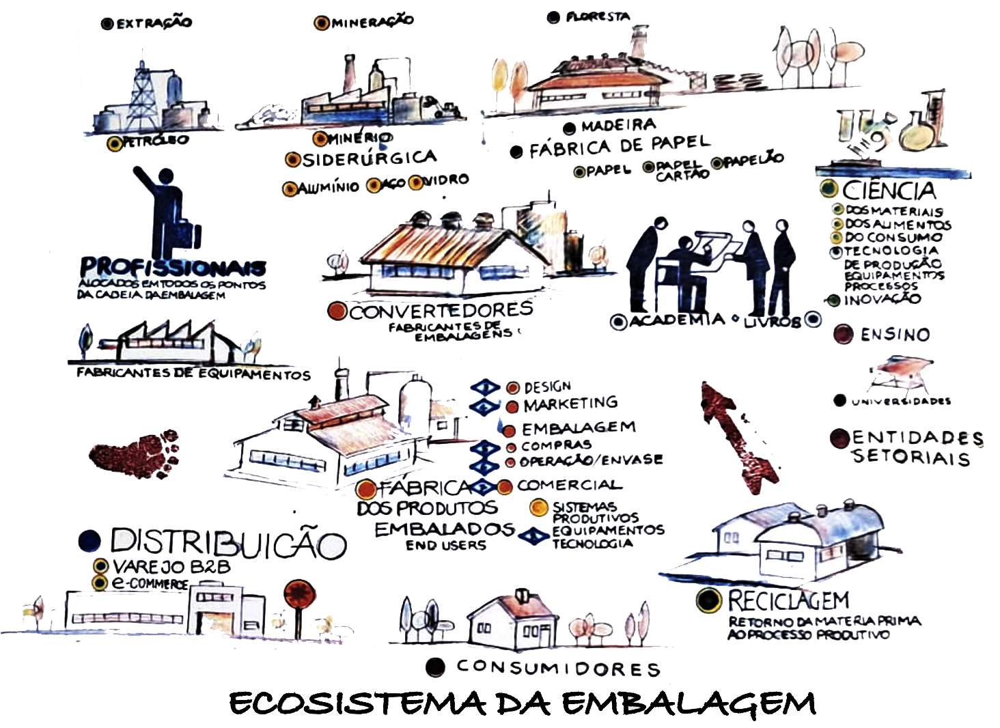 EXTRAÇÃO
MINERAÇÃO
FLORESTA
PETRÓLEO
MINÉRIO
SIDERÚRGICA
ALUMÍNIO AÇO VIDRO
MADEIRA
FÁBRICA DE PAPEL
PAPEL PAPEL CARTÃO PAPELÃO
CIÊNCIA
DOS MATERIAIS
DOS ALIMENTOS
DO CONSUMO
TECNOLOGIA
DE PRODUÇÃO
EQUIPAMENTOS
PROCESSOS
INOVAÇÃO
PROFISSIONAIS
ALOCADOS EM TODOS OS PONTOS
DA CADEIA DA EMBALAGEM
CONVERTEDORES
FABRICANTES DE
EMBALAGENS
ACADEMIA LIVROS
ENSINO
UNIVERSIDADES
ENTIDADES
SETORIAIS
FABRICANTES DE EQUIPAMENTOS
DESIGN
MARKETING
EMBALAGEM
COMPRAS
OPERAÇÃO/ENVASE
COMERCIAL
FÁBRICA
DOS PRODUTOS
EMBALADOS
END USERS
SISTEMAS
PRODUTIVOS
EQUIPAMENTOS
TECNOLOGIA
DISTRIBUICÃO
VAREJO B2B
e-COMMERCE
RECICLAGEM
RETORNO DA MATERIA PRIMA
AO PROCESSO PRODUTIVO
CONSUMIDORES
ECOSISTEMA DA EMBALAGEM